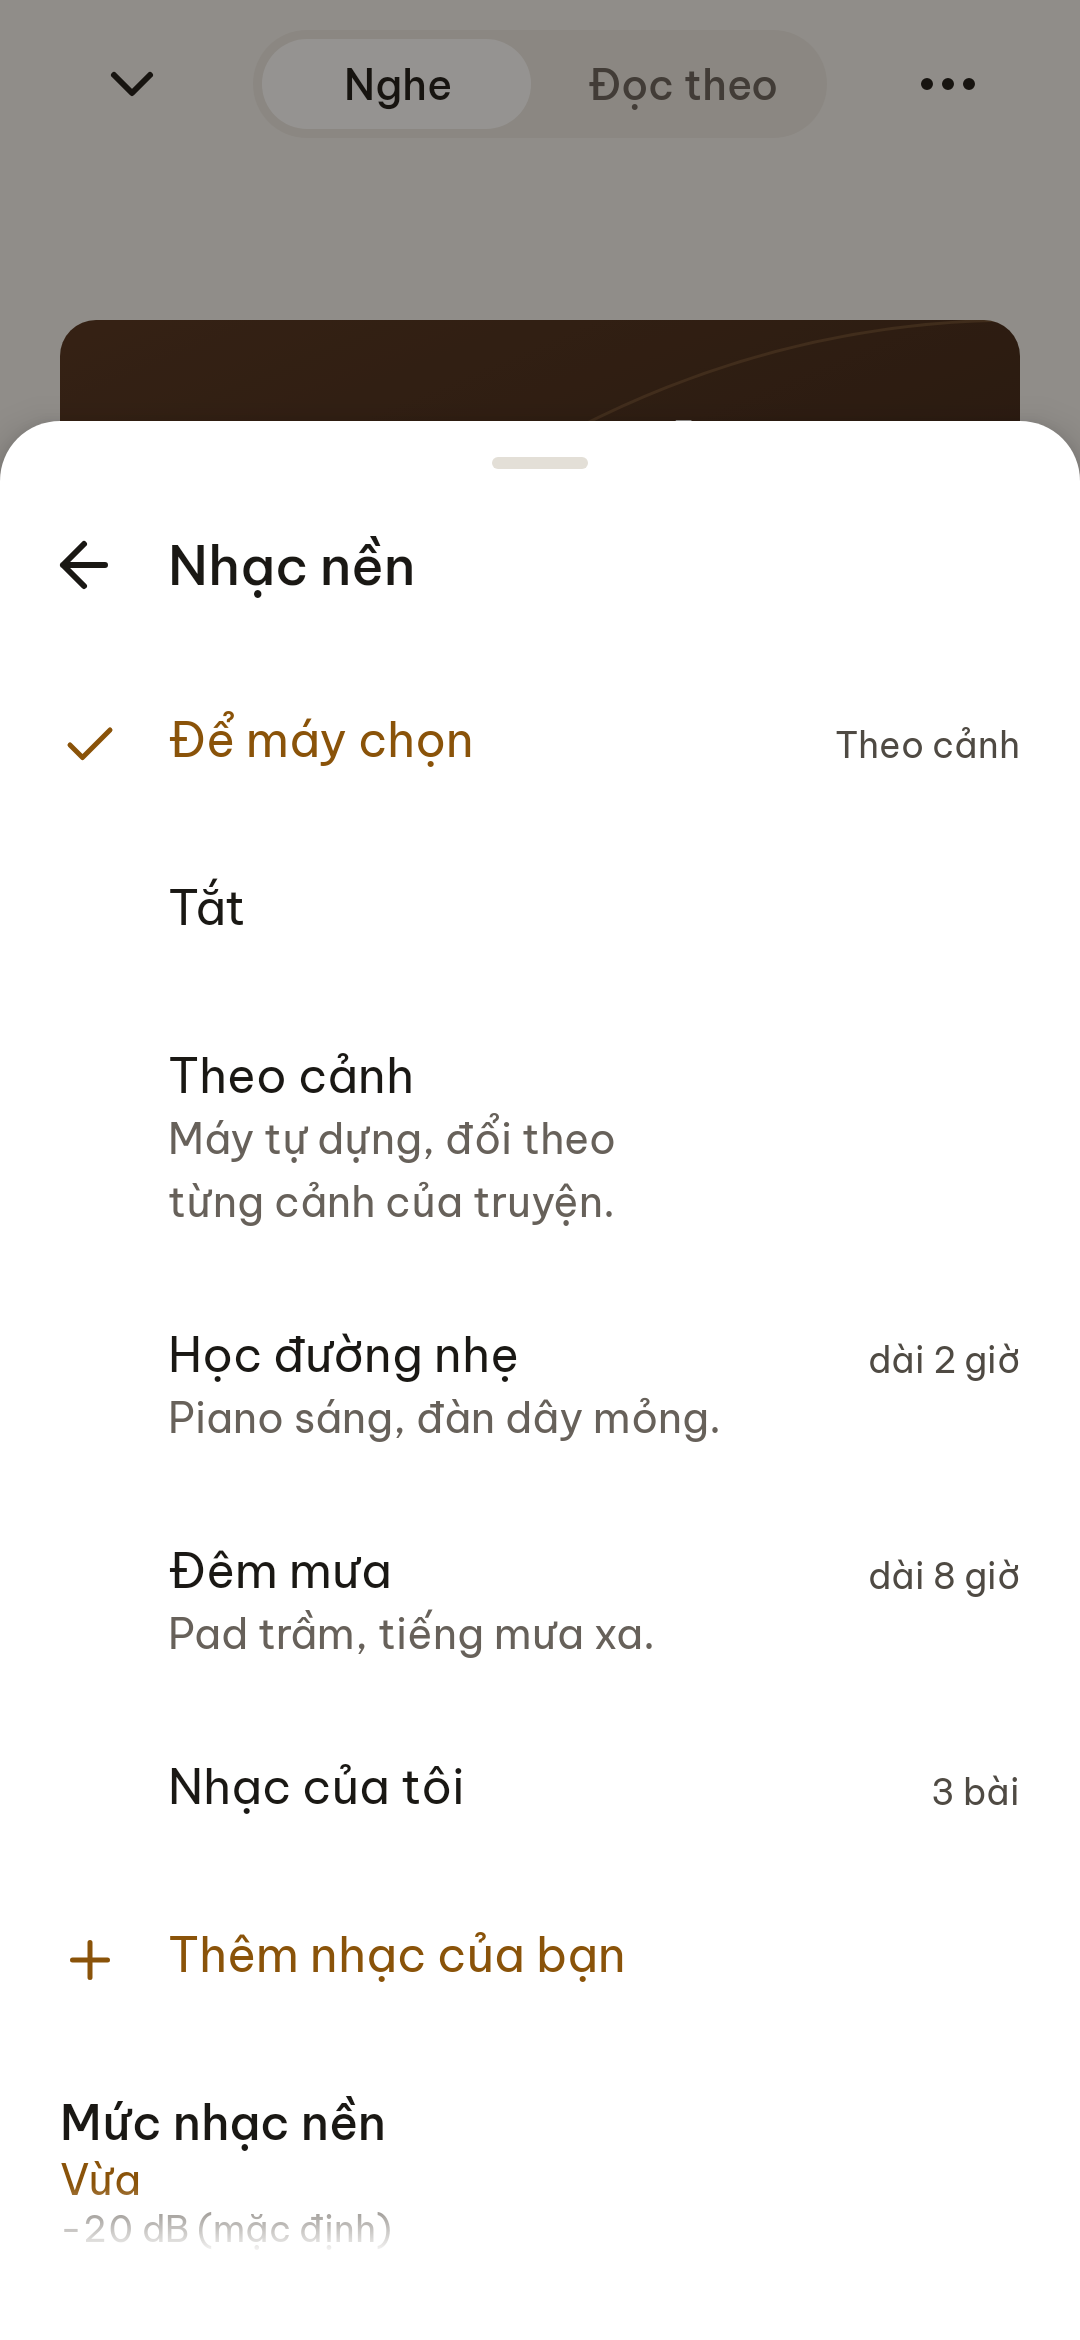 Nghe
Đọc theo
Nhạc nền
Để máy chọn
Theo cảnh
Tắt
Theo cảnh
Máy tự dựng, đổi theo
từng cảnh của truyện.
Học đường nhẹ
dài 2 giờ
Piano sáng, đàn dây mỏng.
Đêm mưa
dài 8 giờ
Pad trầm, tiếng mưa xa.
Nhạc của tôi
3 bài
Thêm nhạc của bạn
Mức nhạc nền
Vừa
-20 dB (mặc định)